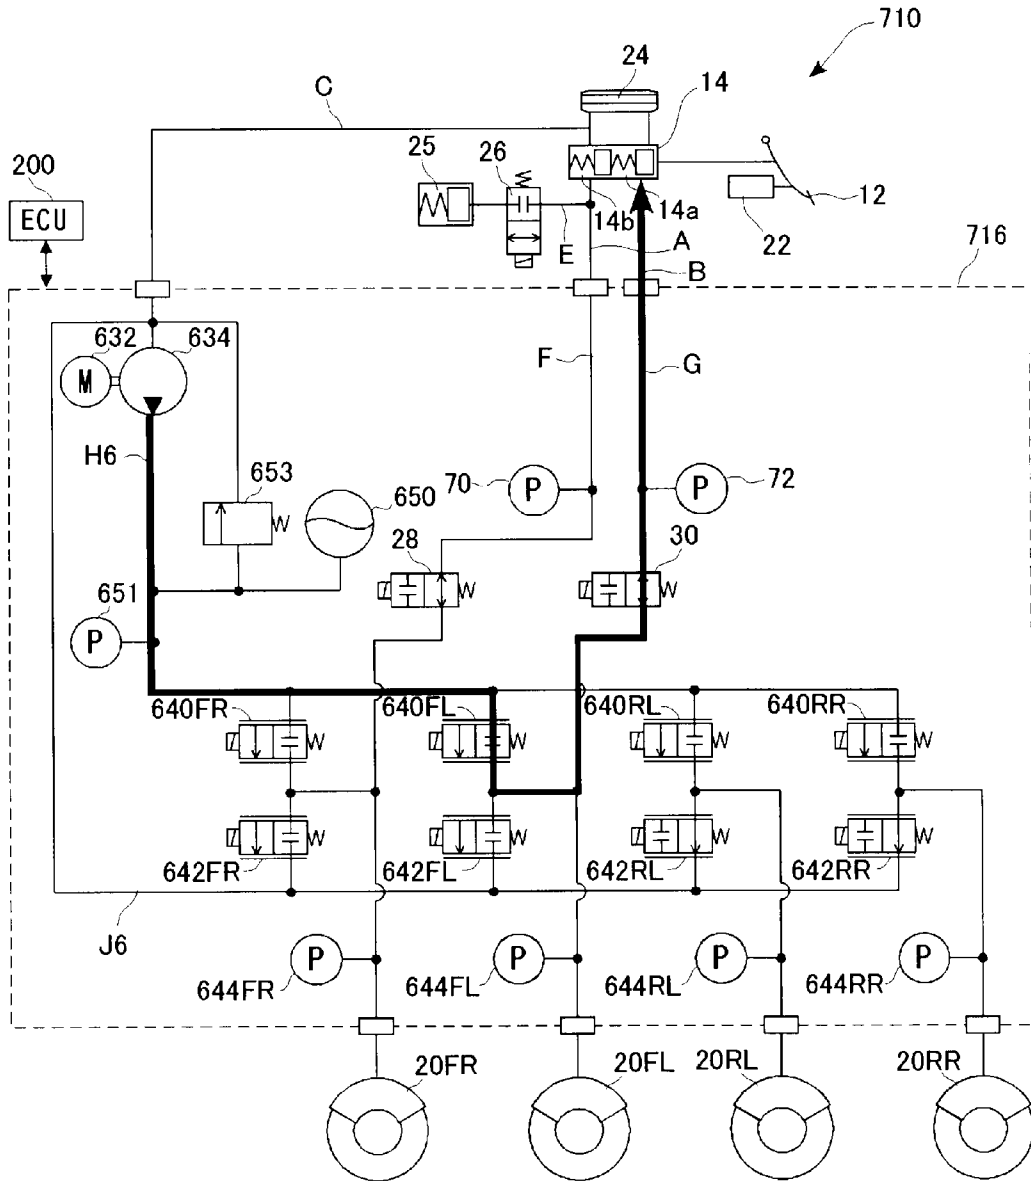 710
24
C
14
200
25
26
ECU
14b
14a
12
E
A
22
716
B
632
634
F
G
M
H6
653
70
72
650
P
P
28
30
651
P
640FR
640FL
640RL
640RR
642FR
642FL
642RL
642RR
J6
P
P
P
P
644FR
644FL
644RL
644RR
20FR
20FL
20RL
20RR